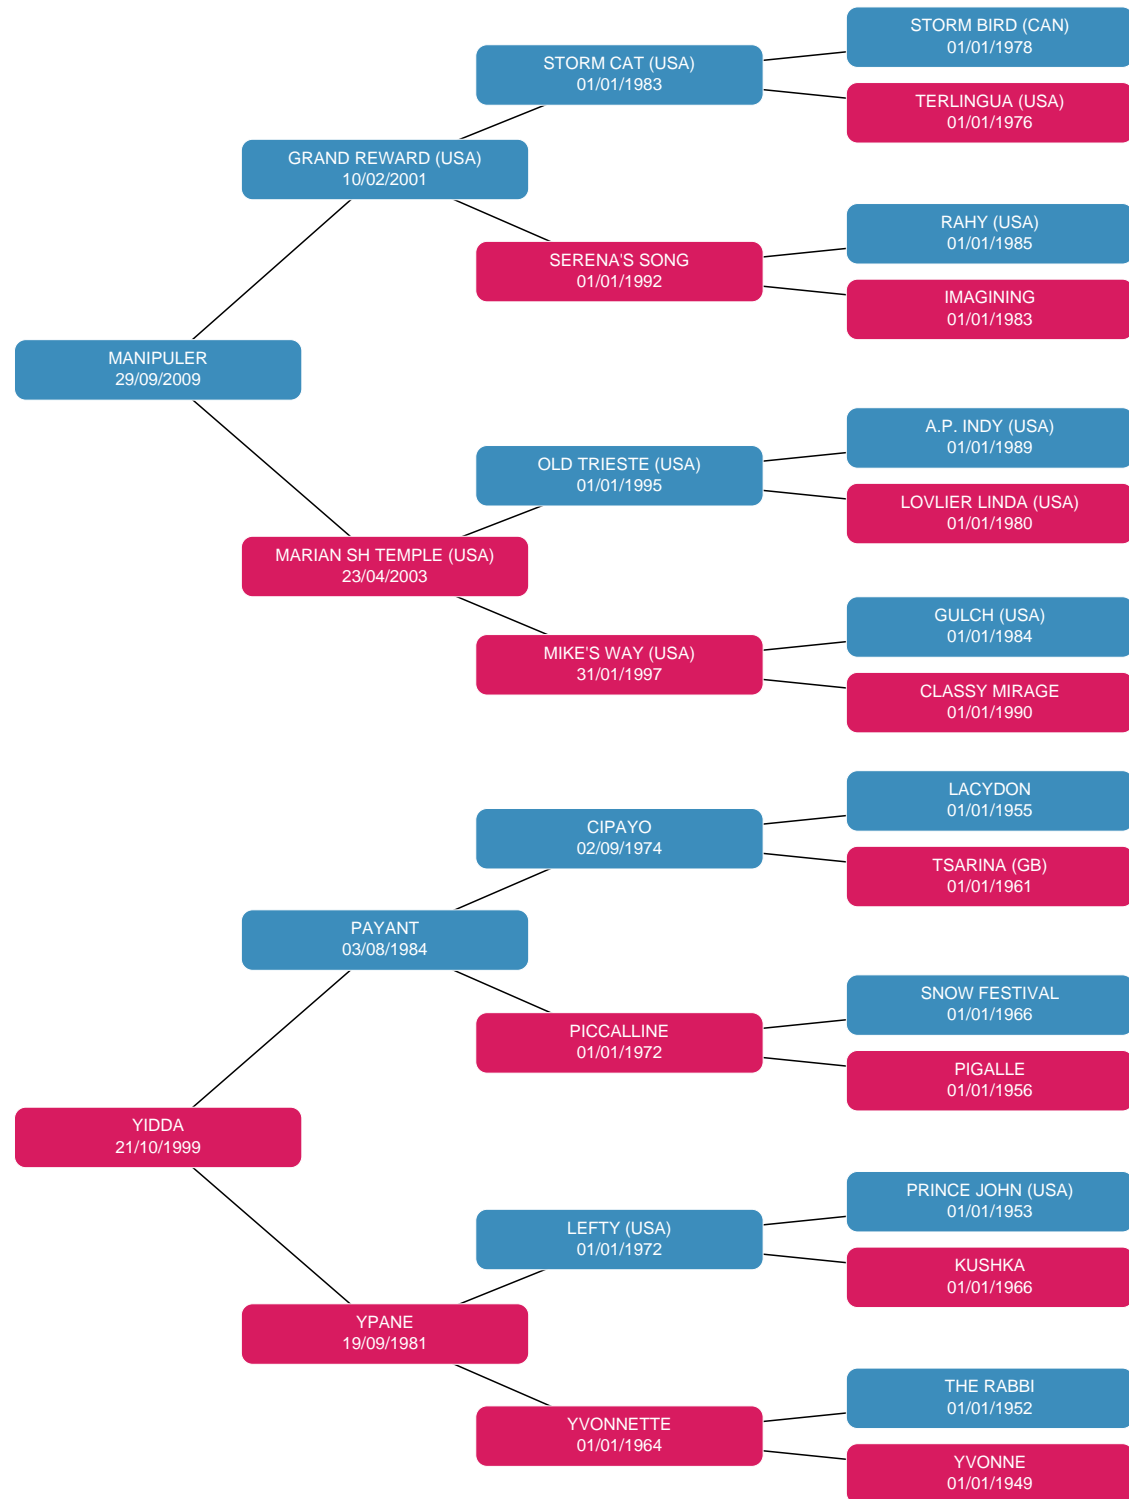 STORM BIRD (CAN)
01/01/1978
STORM CAT (USA)
01/01/1983
TERLINGUA (USA)
01/01/1976
GRAND REWARD (USA)
10/02/2001
RAHY (USA)
01/01/1985
SERENA'S SONG
01/01/1992
IMAGINING
01/01/1983
MANIPULER
29/09/2009
A.P. INDY (USA)
01/01/1989
OLD TRIESTE (USA)
01/01/1995
LOVLIER LINDA (USA)
01/01/1980
MARIAN SH TEMPLE (USA)
23/04/2003
GULCH (USA)
01/01/1984
MIKE'S WAY (USA)
31/01/1997
CLASSY MIRAGE
01/01/1990
LACYDON
01/01/1955
CIPAYO
02/09/1974
TSARINA (GB)
01/01/1961
PAYANT
03/08/1984
SNOW FESTIVAL
01/01/1966
PICCALLINE
01/01/1972
PIGALLE
01/01/1956
YIDDA
21/10/1999
PRINCE JOHN (USA)
01/01/1953
LEFTY (USA)
01/01/1972
KUSHKA
01/01/1966
YPANE
19/09/1981
THE RABBI
01/01/1952
YVONNETTE
01/01/1964
YVONNE
01/01/1949